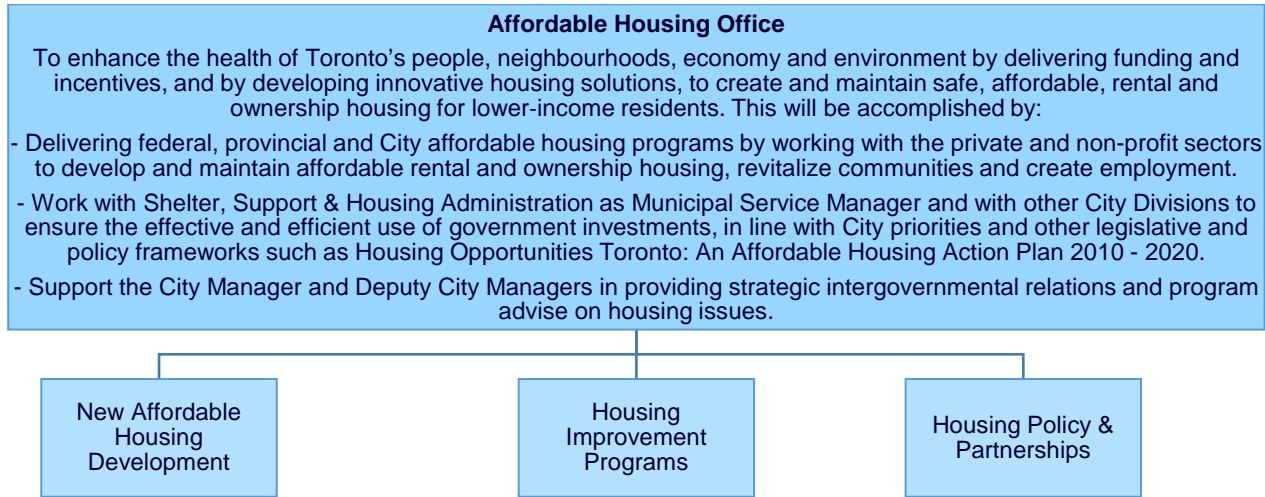 Affordable Housing Office
To enhance the health of Toronto's people, neighbourhoods, economy and environment by delivering funding and
incentives, and by developing innovative housing solutions, to create and maintain safe, affordable, rental and
ownership housing for lower-income residents. This will be accomplished by:
- Delivering federal, provincial and City affordable housing programs by working with the private and non-profit sectors
to develop and maintain affordable rental and ownership housing, revitalize communities and create employment.
- Work with Shelter, Support & Housing Administration as Municipal Service Manager and with other City Divisions to
ensure the effective and efficient use of government investments, in line with City priorities and other legislative and
policy frameworks such as Housing Opportunities Toronto: An Affordable Housing Action Plan 2010 - 2020.
- Support the City Manager and Deputy City Managers in providing strategic intergovernmental relations and program
advise on housing issues.
New Affordable
Housing
Development
Housing
Improvement
Programs
Housing Policy &
Partnerships